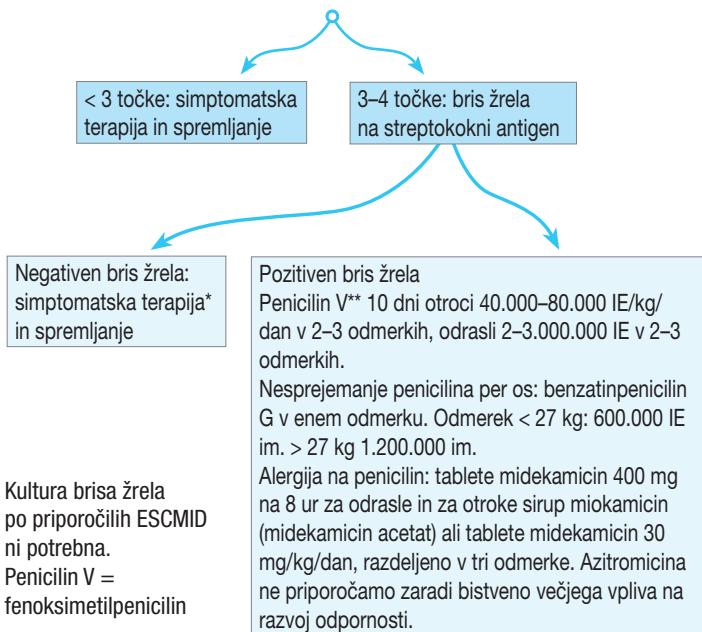 < 3 točke: simptomatska
terapija in spremljanje
3–4 točke: bris žrela
na streptokokni antigen
Negativen bris žrela:
simptomatska terapija*
in spremljanje
Pozitiven bris žrela
Penicilin V** 10 dni otroci 40.000–80.000 IE/kg/
dan v 2–3 odmerkih, odrasli 2–3.000.000 IE v 2–3
odmerkih.
Nesprejemanje penicilina per os: benzatinpenicilin
G v enem odmerku. Odmerek < 27 kg: 600.000 IE
im. > 27 kg 1.200.000 im.
Alergija na penicilin: tablete midekamicin 400 mg
na 8 ur za odrasle in za otroke sirup miokamicin
(midekamicin acetat) ali tablete midekamicin 30
mg/kg/dan, razdeljeno v tri odmerke. Azitromicina
ne priporočamo zaradi bistveno večjega vpliva na
razvoj odpornosti.
Kultura brisa žrela
po priporočilih ESCMID
ni potrebna.
Penicilin V =
fenoksimetilpenicilin